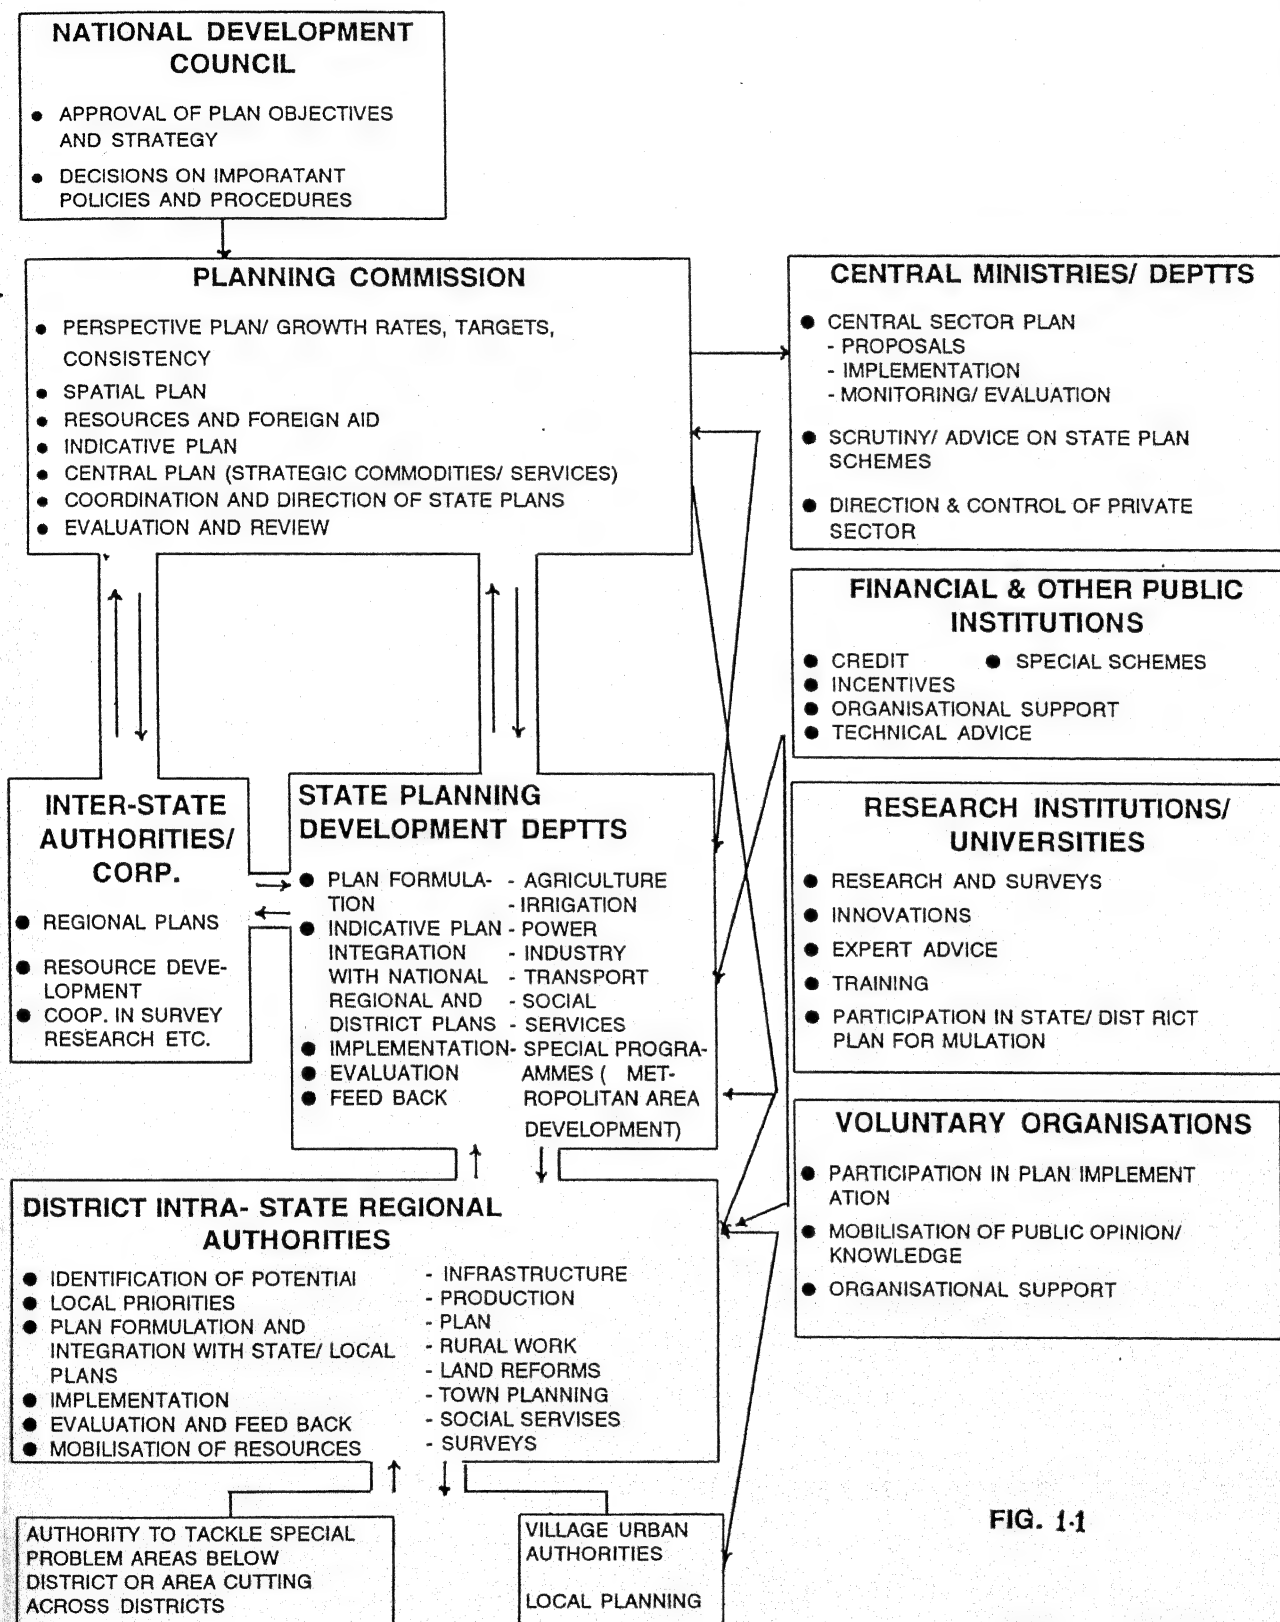 NATIONAL DEVELOPMENT
COUNCIL
● APPROVAL OF PLAN OBJECTIVES
AND STRATEGY
● DECISIONS ON IMPORATANT
POLICIES AND PROCEDURES
PLANNING COMMISSION
● PERSPECTIVE PLAN/ GROWTH RATES, TARGETS,
CONSISTENCY
● SPATIAL PLAN
● RESOURCES AND FOREIGN AID
● INDICATIVE PLAN
● CENTRAL PLAN (STRATEGIC COMMODITIES/ SERVICES)
● COORDINATION AND DIRECTION OF STATE PLANS
● EVALUATION AND REVIEW
CENTRAL MINISTRIES/ DEPTTS
● CENTRAL SECTOR PLAN
- PROPOSALS
- IMPLEMENTATION
- MONITORING/ EVALUATION
● SCRUTINY/ ADVICE ON STATE PLAN
SCHEMES
● DIRECTION & CONTROL OF PRIVATE
SECTOR
FINANCIAL & OTHER PUBLIC
INSTITUTIONS
● CREDIT ● SPECIAL SCHEMES
● INCENTIVES
● ORGANISATIONAL SUPPORT
● TECHNICAL ADVICE
INTER-STATE
AUTHORITIES/
CORP.
● REGIONAL PLANS
● RESOURCE DEVE-
LOPMENT
● COOP. IN SURVEY
RESEARCH ETC.
STATE PLANNING
DEVELOPMENT DEPTTS
● PLAN FORMULA-
TION
● INDICATIVE PLAN
INTEGRATION
WITH NATIONAL
REGIONAL AND
DISTRICT PLANS
● IMPLEMENTATION
● EVALUATION
● FEED BACK
- AGRICULTURE
- IRRIGATION
- POWER
- INDUSTRY
- TRANSPORT
- SOCIAL
- SERVICES
- SPECIAL PROGRA-
AMMES ( MET-
ROPOLITAN AREA
DEVELOPMENT)
RESEARCH INSTITUTIONS/
UNIVERSITIES
● RESEARCH AND SURVEYS
● INNOVATIONS
● EXPERT ADVICE
● TRAINING
● PARTICIPATION IN STATE/ DIST RICT
PLAN FOR MULATION
VOLUNTARY ORGANISATIONS
● PARTICIPATION IN PLAN IMPLEMENT
ATION
● MOBILISATION OF PUBLIC OPINION/
KNOWLEDGE
● ORGANISATIONAL SUPPORT
DISTRICT INTRA- STATE REGIONAL
AUTHORITIES
● IDENTIFICATION OF POTENTIAI
● LOCAL PRIORITIES
● PLAN FORMULATION AND
INTEGRATION WITH STATE/ LOCAL
PLANS
● IMPLEMENTATION
● EVALUATION AND FEED BACK
● MOBILISATION OF RESOURCES
- INFRASTRUCTURE
- PRODUCTION
- PLAN
- RURAL WORK
- LAND REFORMS
- TOWN PLANNING
- SOCIAL SERVISES
- SURVEYS
AUTHORITY TO TACKLE SPECIAL
PROBLEM AREAS BELOW
DISTRICT OR AREA CUTTING
ACROSS DISTRICTS
VILLAGE URBAN
AUTHORITIES
LOCAL PLANNING
FIG. 1·1